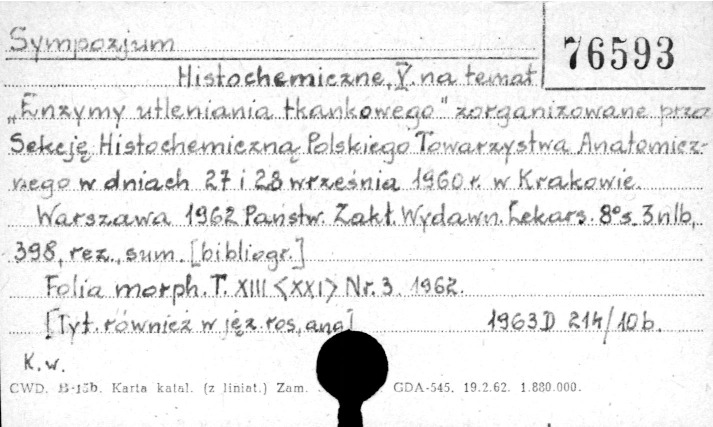 Sympozjum
76593
Histochemiczne, V. na temat
„Enzymy utleniania tkankowego" zorganizowane prze
Sekcję Histochemiczną Polskiego Towarzystwa Anatomicz-
nego w dniach 27 i 28 września 1960 r. w Krakowie.
Warszawa 1962 Państw. Zakł. Wydawn. Lekars. 8° s. 3 nlb,
398, rez., sum. [bibliogr.]
Folia morph. T. XIII <XXI> Nr. 3. 1962.
[Tyt. również w jęz. ros, ang]
1963 D 214/10 b.
K.w.
CWD. B-15b. Karta katal. (z liniat.) Zam. GDA-545. 19.2.62. 1.880.000.